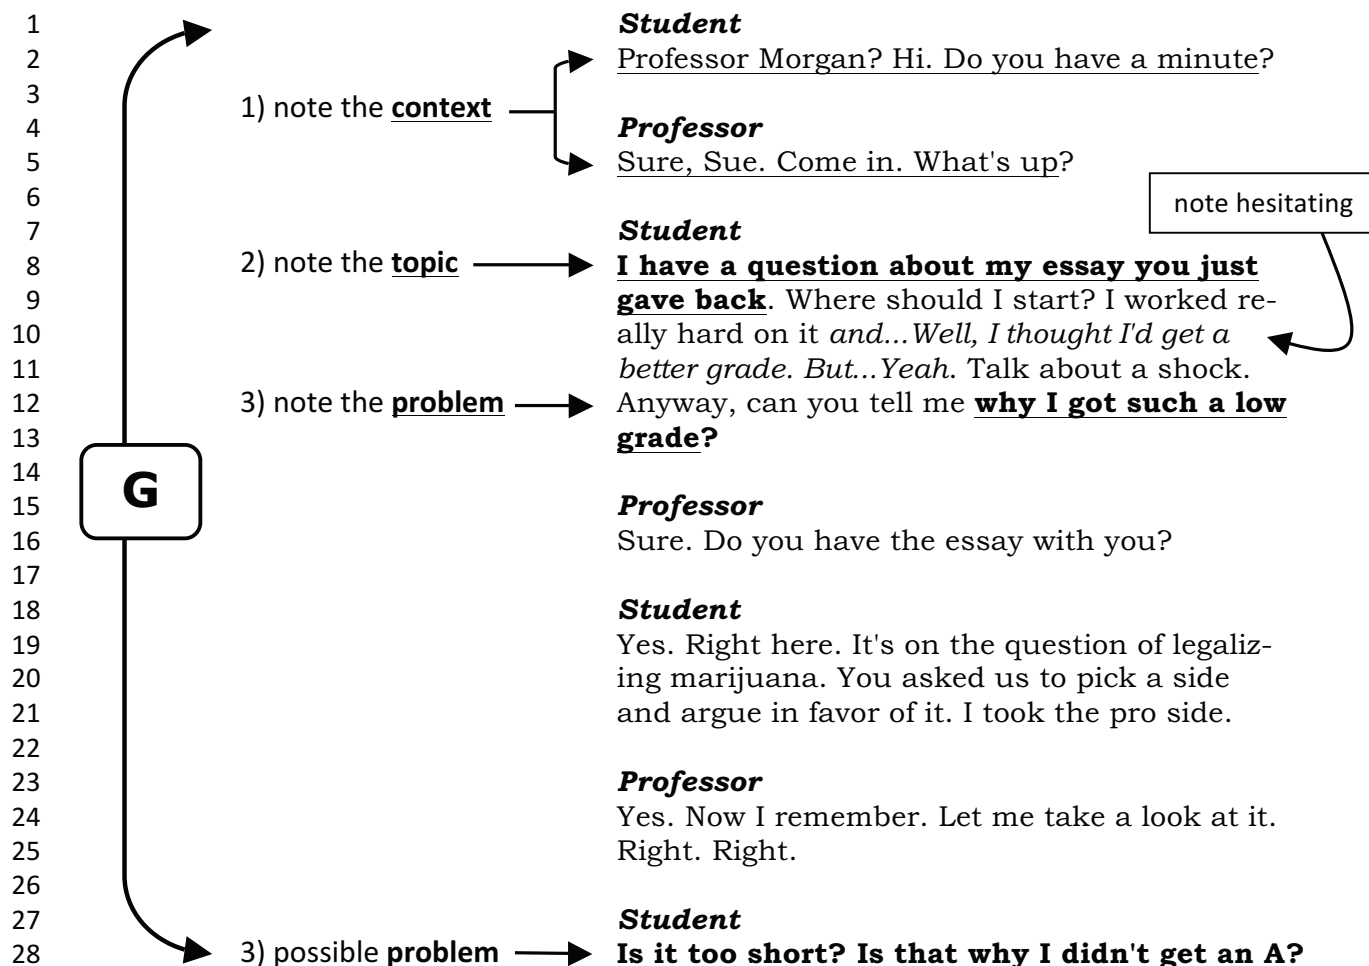 1 Student
2 Professor Morgan? Hi. Do you have a minute?
3
1) note the context
4 Professor
5 Sure, Sue. Come in. What's up?
6
note hesitating
7 Student
8 2) note the topic I have a question about my essay you just
9 gave back. Where should I start? I worked re-
10 ally hard on it and...Well, I thought I'd get a
11 better grade. But...Yeah. Talk about a shock.
12 3) note the problem Anyway, can you tell me why I got such a low
13 grade?
14
G
15 Professor
16 Sure. Do you have the essay with you?
17
18 Student
19 Yes. Right here. It's on the question of legaliz-
20 ing marijuana. You asked us to pick a side
21 and argue in favor of it. I took the pro side.
22
23 Professor
24 Yes. Now I remember. Let me take a look at it.
25 Right. Right.
26
27 Student
28 3) possible problem Is it too short? Is that why I didn't get an A?